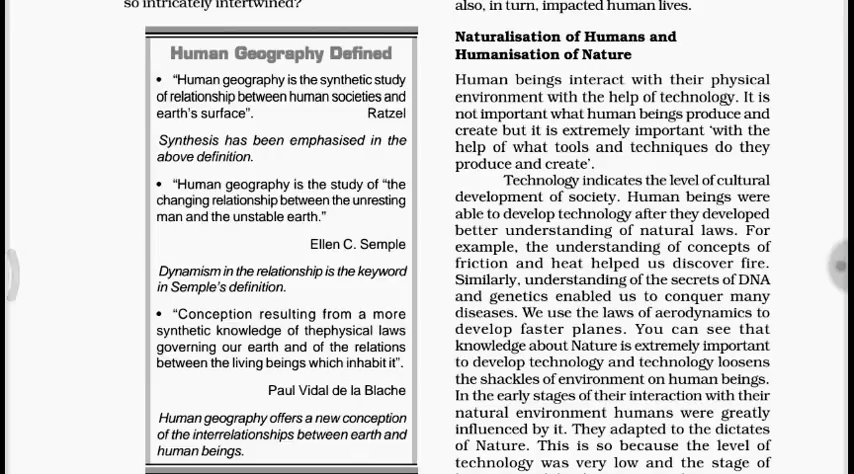 so intricately intertwined?
Human Geography Defined
• “Human geography is the synthetic study
of relationship between human societies and
earth’s surface”. Ratzel
Synthesis has been emphasised in the
above definition.
• “Human geography is the study of “the
changing relationship between the unresting
man and the unstable earth.”
Ellen C. Semple
Dynamism in the relationship is the keyword
in Semple’s definition.
• “Conception resulting from a more
synthetic knowledge of thephysical laws
governing our earth and of the relations
between the living beings which inhabit it”.
Paul Vidal de la Blache
Human geography offers a new conception
of the interrelationships between earth and
human beings.
also, in turn, impacted human lives.
Naturalisation of Humans and
Humanisation of Nature
Human beings interact with their physical
environment with the help of technology. It is
not important what human beings produce and
create but it is extremely important ‘with the
help of what tools and techniques do they
produce and create’.
Technology indicates the level of cultural
development of society. Human beings were
able to develop technology after they developed
better understanding of natural laws. For
example, the understanding of concepts of
friction and heat helped us discover fire.
Similarly, understanding of the secrets of DNA
and genetics enabled us to conquer many
diseases. We use the laws of aerodynamics to
develop faster planes. You can see that
knowledge about Nature is extremely important
to develop technology and technology loosens
the shackles of environment on human beings.
In the early stages of their interaction with their
natural environment humans were greatly
influenced by it. They adapted to the dictates
of Nature. This is so because the level of
technology was very low and the stage of